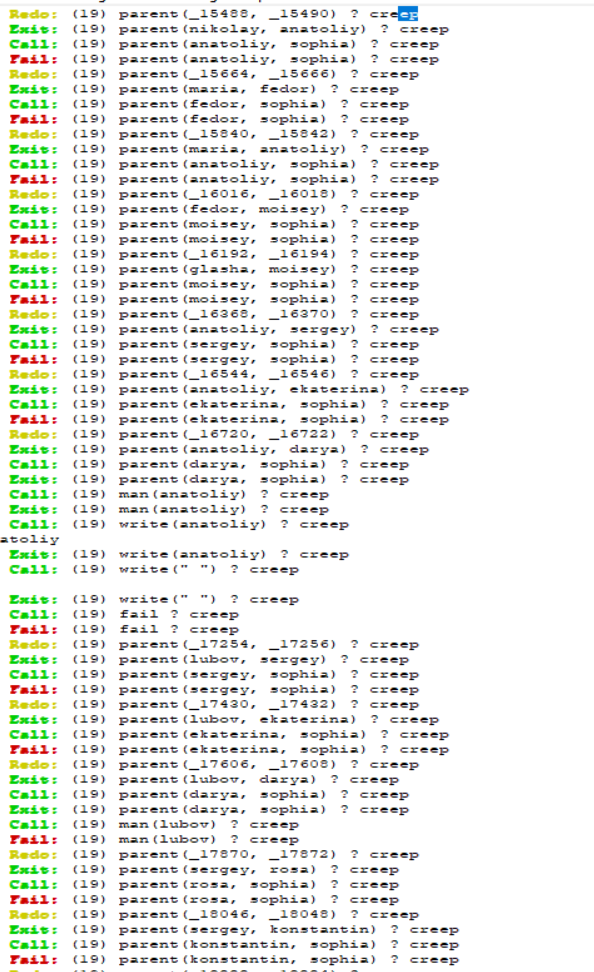 Redo: (19) parent(_15488, _15490) ? creep
Exit: (19) parent(nikolay, anatoliy) ? creep
Call: (19) parent(anatoliy, sophia) ? creep
Fail: (19) parent(anatoliy, sophia) ? creep
Redo: (19) parent(_15664, _15666) ? creep
Exit: (19) parent(maria, fedor) ? creep
Call: (19) parent(fedor, sophia) ? creep
Fail: (19) parent(fedor, sophia) ? creep
Redo: (19) parent(_15840, _15842) ? creep
Exit: (19) parent(maria, anatoliy) ? creep
Call: (19) parent(anatoliy, sophia) ? creep
Fail: (19) parent(anatoliy, sophia) ? creep
Redo: (19) parent(_16016, _16018) ? creep
Exit: (19) parent(fedor, moisey) ? creep
Call: (19) parent(moisey, sophia) ? creep
Fail: (19) parent(moisey, sophia) ? creep
Redo: (19) parent(_16192, _16194) ? creep
Exit: (19) parent(glasha, moisey) ? creep
Call: (19) parent(moisey, sophia) ? creep
Fail: (19) parent(moisey, sophia) ? creep
Redo: (19) parent(_16368, _16370) ? creep
Exit: (19) parent(anatoliy, sergey) ? creep
Call: (19) parent(sergey, sophia) ? creep
Fail: (19) parent(sergey, sophia) ? creep
Redo: (19) parent(_16544, _16546) ? creep
Exit: (19) parent(anatoliy, ekaterina) ? creep
Call: (19) parent(ekaterina, sophia) ? creep
Fail: (19) parent(ekaterina, sophia) ? creep
Redo: (19) parent(_16720, _16722) ? creep
Exit: (19) parent(anatoliy, darya) ? creep
Call: (19) parent(darya, sophia) ? creep
Exit: (19) parent(darya, sophia) ? creep
Call: (19) man(anatoliy) ? creep
Exit: (19) man(anatoliy) ? creep
Call: (19) write(anatoliy) ? creep
atoliy
Exit: (19) write(anatoliy) ? creep
Call: (19) write(" ") ? creep
Exit: (19) write(" ") ? creep
Call: (19) fail ? creep
Fail: (19) fail ? creep
Redo: (19) parent(_17254, _17256) ? creep
Exit: (19) parent(lubov, sergey) ? creep
Call: (19) parent(sergey, sophia) ? creep
Fail: (19) parent(sergey, sophia) ? creep
Redo: (19) parent(_17430, _17432) ? creep
Exit: (19) parent(lubov, ekaterina) ? creep
Call: (19) parent(ekaterina, sophia) ? creep
Fail: (19) parent(ekaterina, sophia) ? creep
Redo: (19) parent(_17606, _17608) ? creep
Exit: (19) parent(lubov, darya) ? creep
Call: (19) parent(darya, sophia) ? creep
Exit: (19) parent(darya, sophia) ? creep
Call: (19) man(lubov) ? creep
Fail: (19) man(lubov) ? creep
Redo: (19) parent(_17870, _17872) ? creep
Exit: (19) parent(sergey, rosa) ? creep
Call: (19) parent(rosa, sophia) ? creep
Fail: (19) parent(rosa, sophia) ? creep
Redo: (19) parent(_18046, _18048) ? creep
Exit: (19) parent(sergey, konstantin) ? creep
Call: (19) parent(konstantin, sophia) ? creep
Fail: (19) parent(konstantin, sophia) ? creep